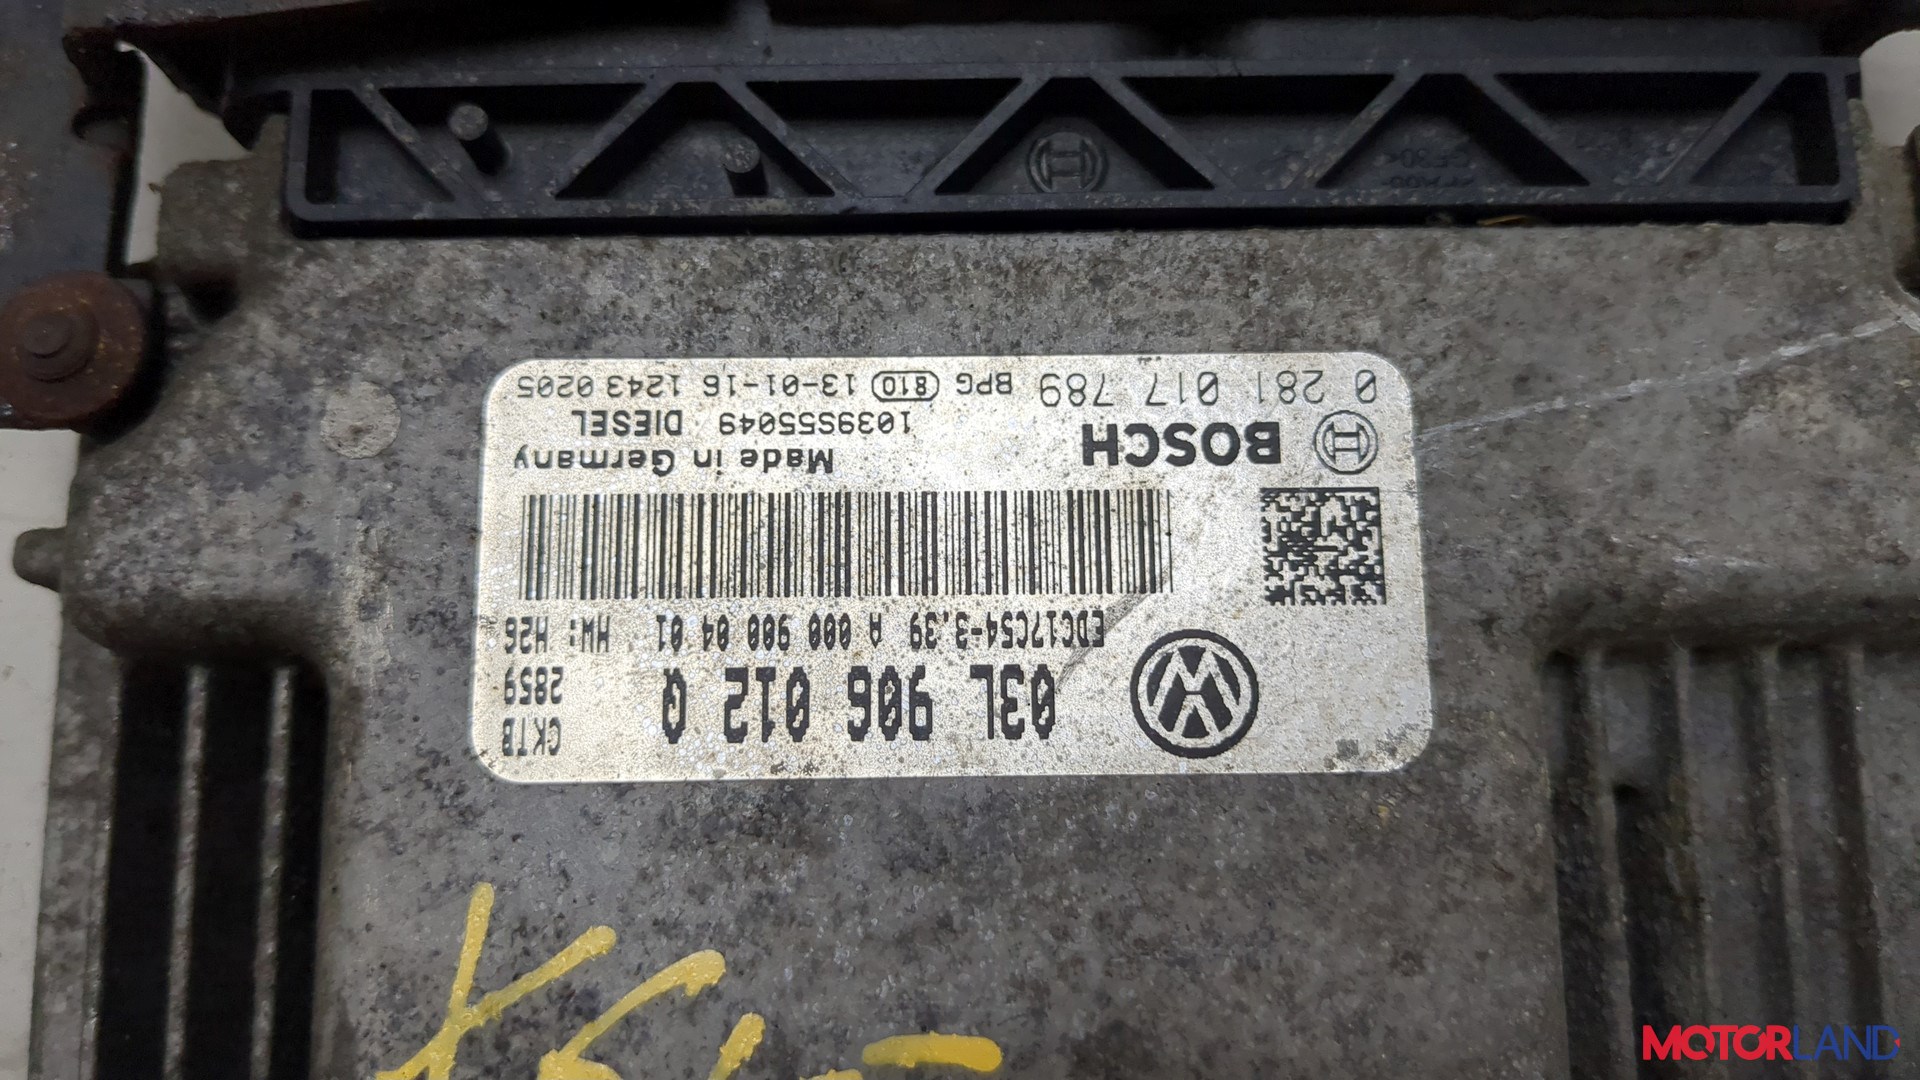 03L 906 012 Q
CKTB
2859
EDC17C54-3.39 A 000 900 04 01 HW: H26
BOSCH
Made in Germany
1039S55049 DIESEL
0 281 017 789 BPG 810 13-01-16 1243 0205
MOTORLAND